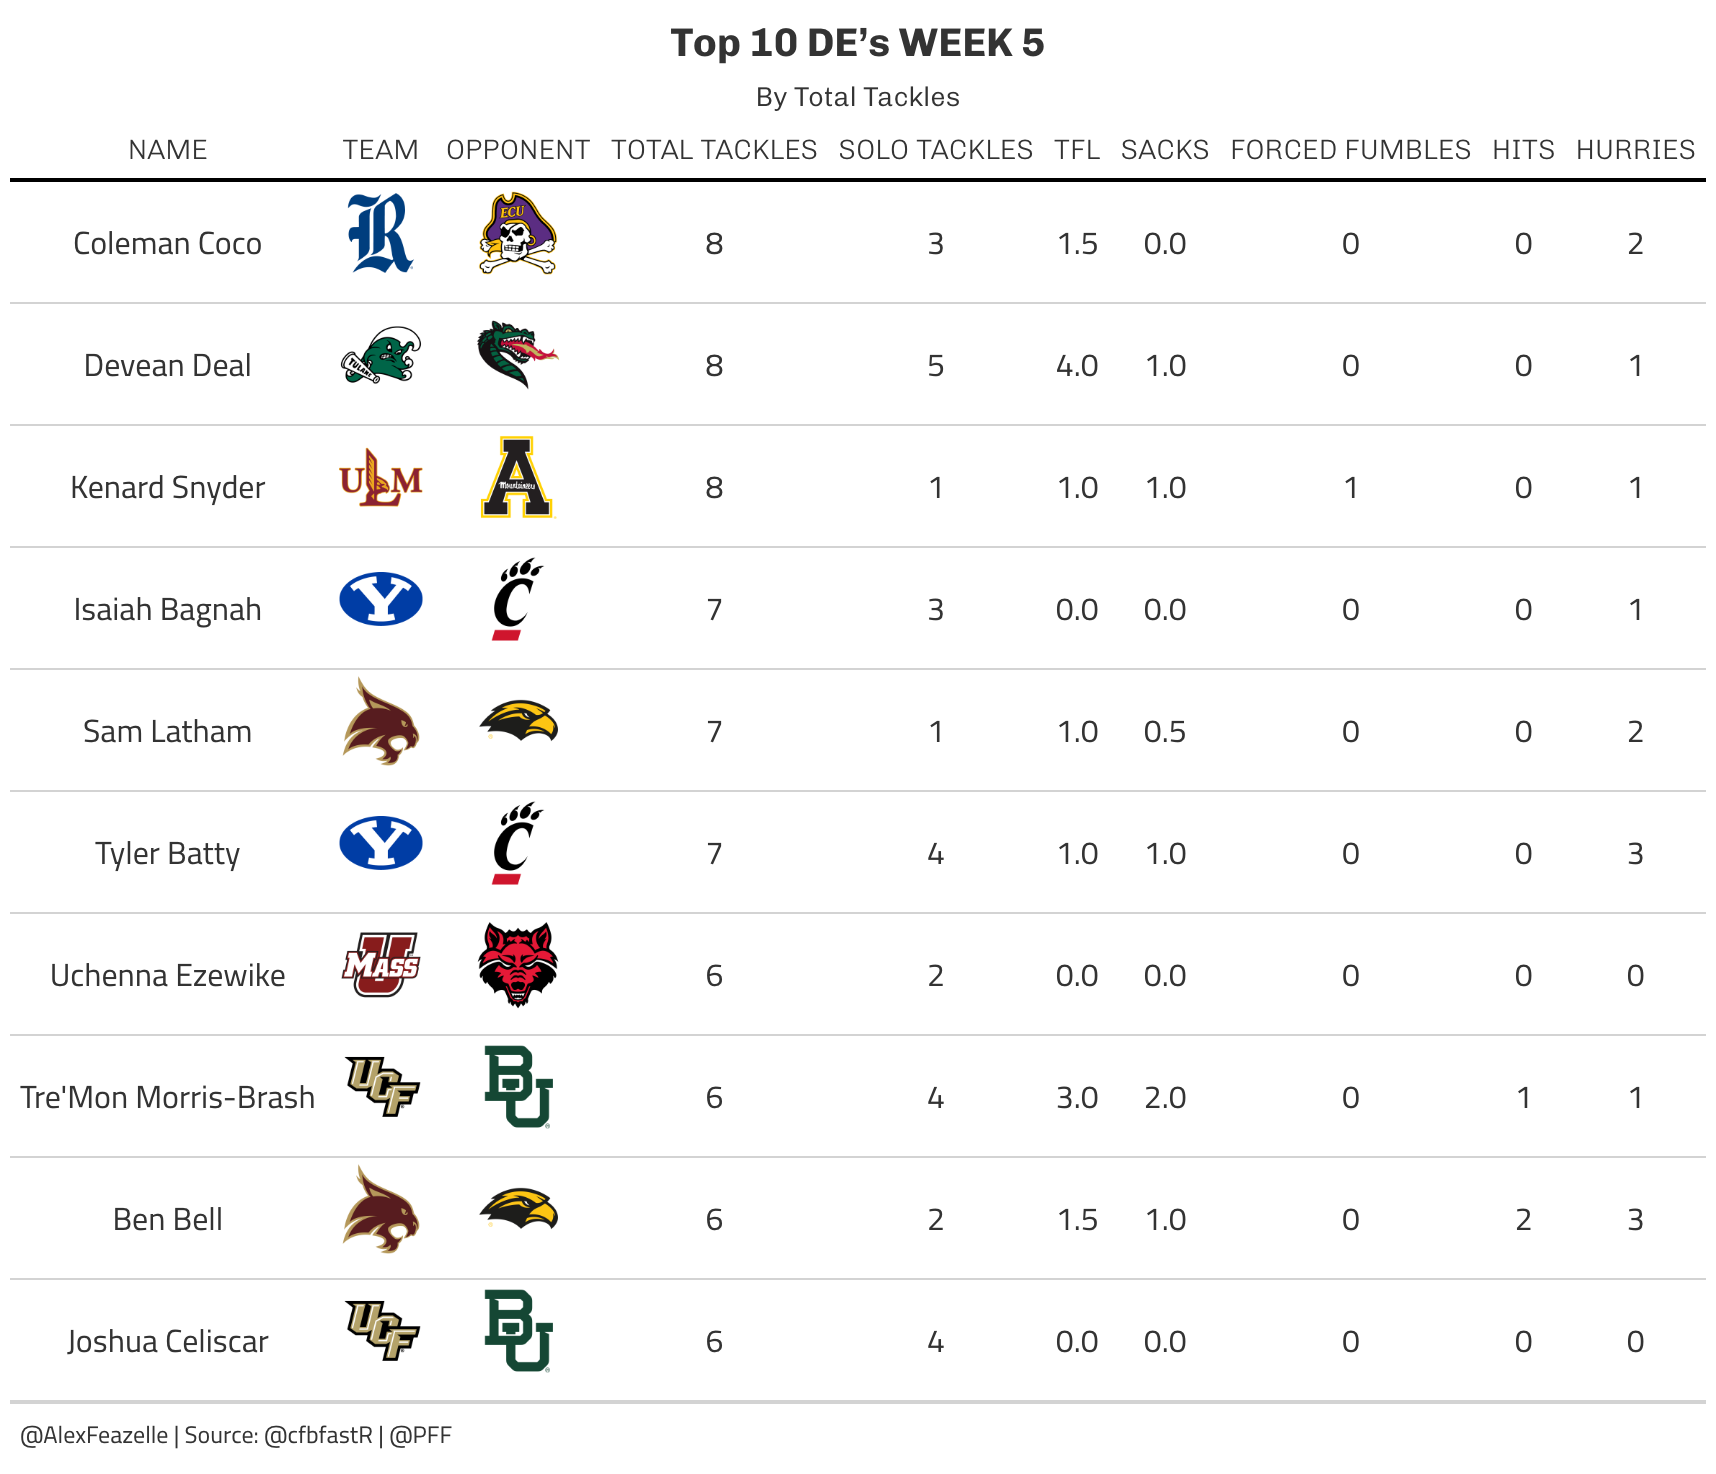 Top 10 DE’s WEEK 5
By Total Tackles
NAME TEAM OPPONENT TOTAL TACKLES SOLO TACKLES TFL SACKS FORCED FUMBLES HITS HURRIES
ECU
Coleman Coco R 8 3 1.5 0.0 0 0 2
Devean Deal TULANE 8 5 4.0 1.0 0 0 1
Kenard Snyder ULM A Mountaineers 8 1 1.0 1.0 1 0 1
Isaiah Bagnah Y C 7 3 0.0 0.0 0 0 1
Sam Latham 7 1 1.0 0.5 0 0 2
Tyler Batty Y C 7 4 1.0 1.0 0 0 3
Uchenna Ezewike UMASS 6 2 0.0 0.0 0 0 0
Tre'Mon Morris-Brash UCF BU 6 4 3.0 2.0 0 1 1
Ben Bell 6 2 1.5 1.0 0 2 3
Joshua Celiscar UCF BU 6 4 0.0 0.0 0 0 0
@AlexFeazelle | Source: @cfbfastR | @PFF